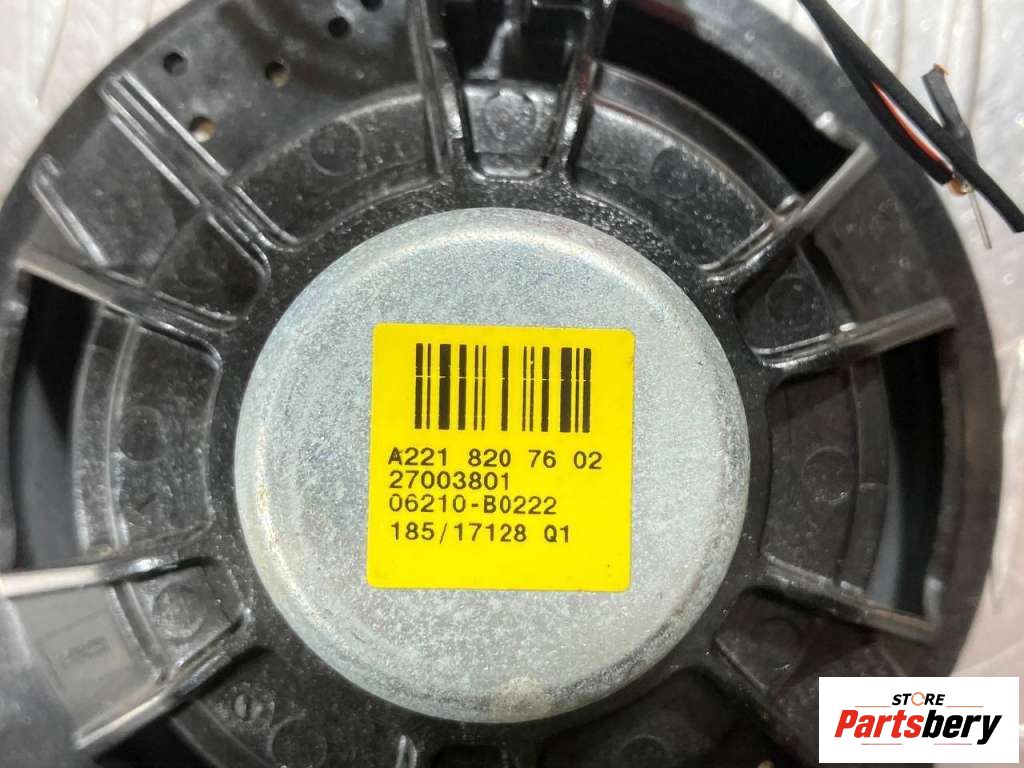 A221 820 76 02
27003801
06210-B0222
185/17128 Q1
STORE
Partsbery